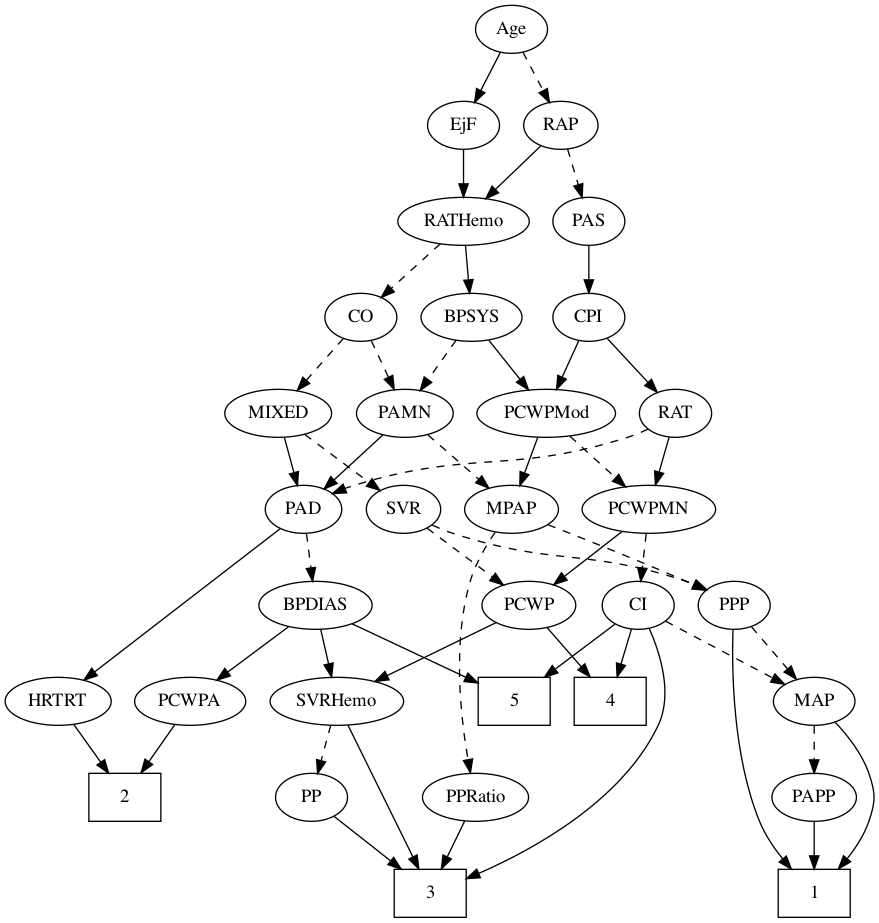 Age
EjF
RAP
RATHemo
PAS
CO
BPSYS
CPI
MIXED
PAMN
PCWPMod
RAT
PAD
SVR
MPAP
PCWPMN
BPDIAS
PCWP
CI
PPP
HRTRT
PCWPA
SVRHemo
5
4
MAP
2
PP
PPRatio
PAPP
3
1